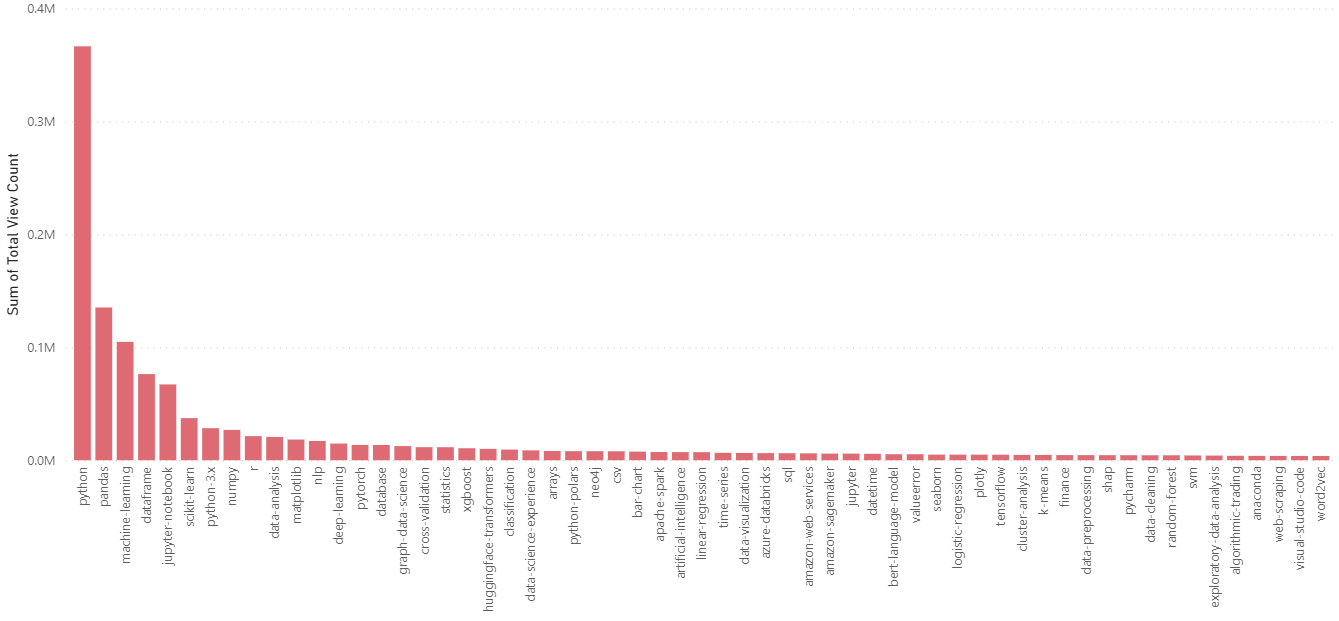 0.4M
0.3M
0.2M
0.1M
0.0M
Sum of Total View Count
python
pandas
machine-learning
dataframe
jupyter-notebook
scikit-learn
python-3.x
numpy
r
data-analysis
matplotlib
nlp
deep-learning
pytorch
database
graph-data-science
cross-validation
statistics
xgboost
huggingface-transformers
classification
data-science-experience
arrays
python-polars
neo4j
csv
bar-chart
apache-spark
artificial-intelligence
linear-regression
time-series
data-visualization
azure-databricks
sql
amazon-web-services
amazon-sagemaker
jupyter
datetime
bert-language-model
valueerror
seaborn
logistic-regression
plotly
tensorflow
cluster-analysis
k-means
finance
data-preprocessing
shap
pycharm
data-cleaning
random-forest
svm
exploratory-data-analysis
algorithmic-trading
anaconda
web-scraping
visual-studio-code
word2vec